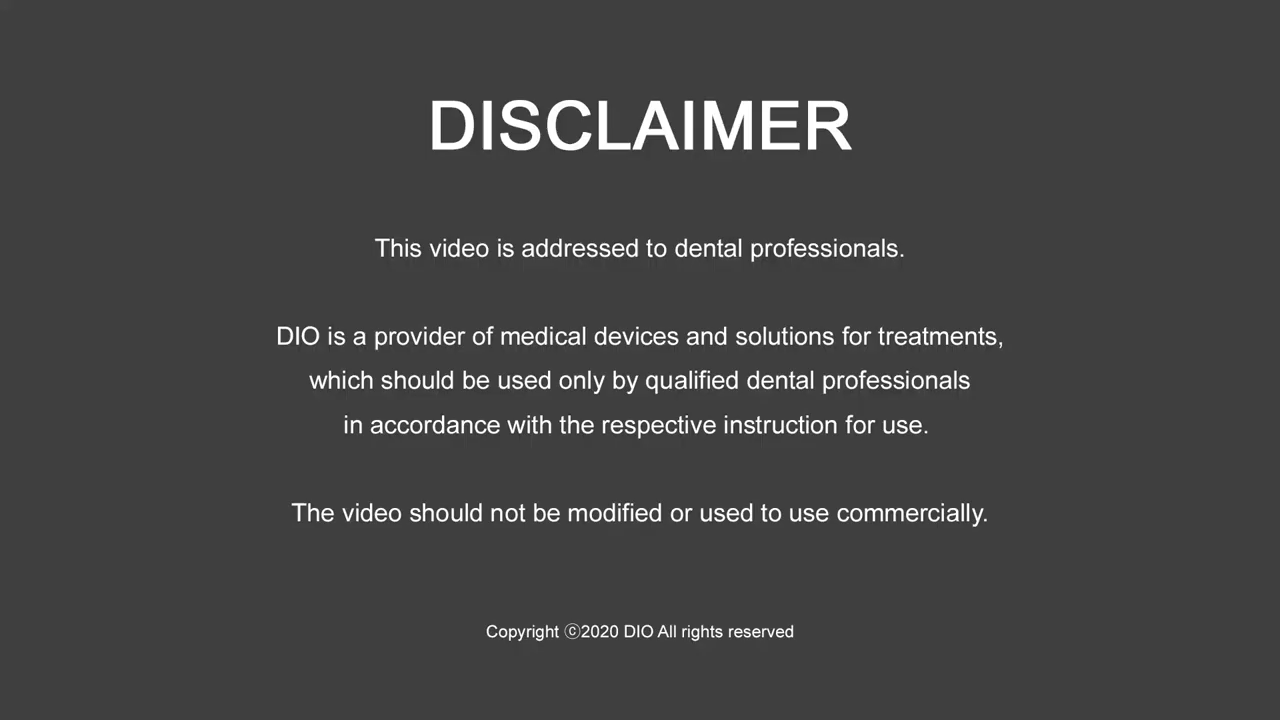 DISCLAIMER
This video is addressed to dental professionals.
DIO is a provider of medical devices and solutions for treatments,
which should be used only by qualified dental professionals
in accordance with the respective instruction for use.
The video should not be modified or used to use commercially.
Copyright ⓒ2020 DIO All rights reserved